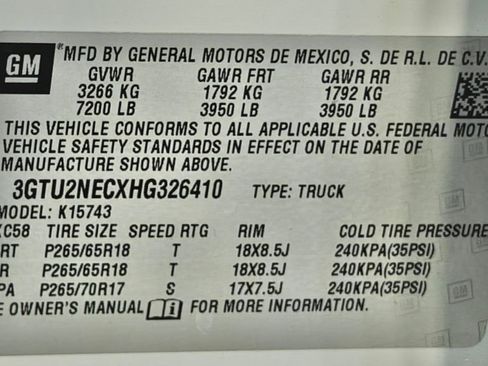 GM ® MFD BY GENERAL MOTORS DE MEXICO, S. DE R.L. DE C.V.
GVWR GAWR FRT GAWR RR
3266 KG 1792 KG 1792 KG
7200 LB 3950 LB 3950 LB
THIS VEHICLE CONFORMS TO ALL APPLICABLE U.S. FEDERAL MOTO
VEHICLE SAFETY STANDARDS IN EFFECT ON THE DATE OF
MANUFACTURE SHOWN ABOVE.
3GTU2NECXHG326410 TYPE: TRUCK
MODEL: K15743
C58 TIRE SIZE SPEED RTG RIM COLD TIRE PRESSURE
RT P265/65R18 T 18X8.5J 240KPA(35PSI)
R P265/65R18 T 18X8.5J 240KPA(35PSI)
PA P265/70R17 S 17X7.5J 240KPA(35PSI)
E OWNER'S MANUAL FOR MORE INFORMATION.